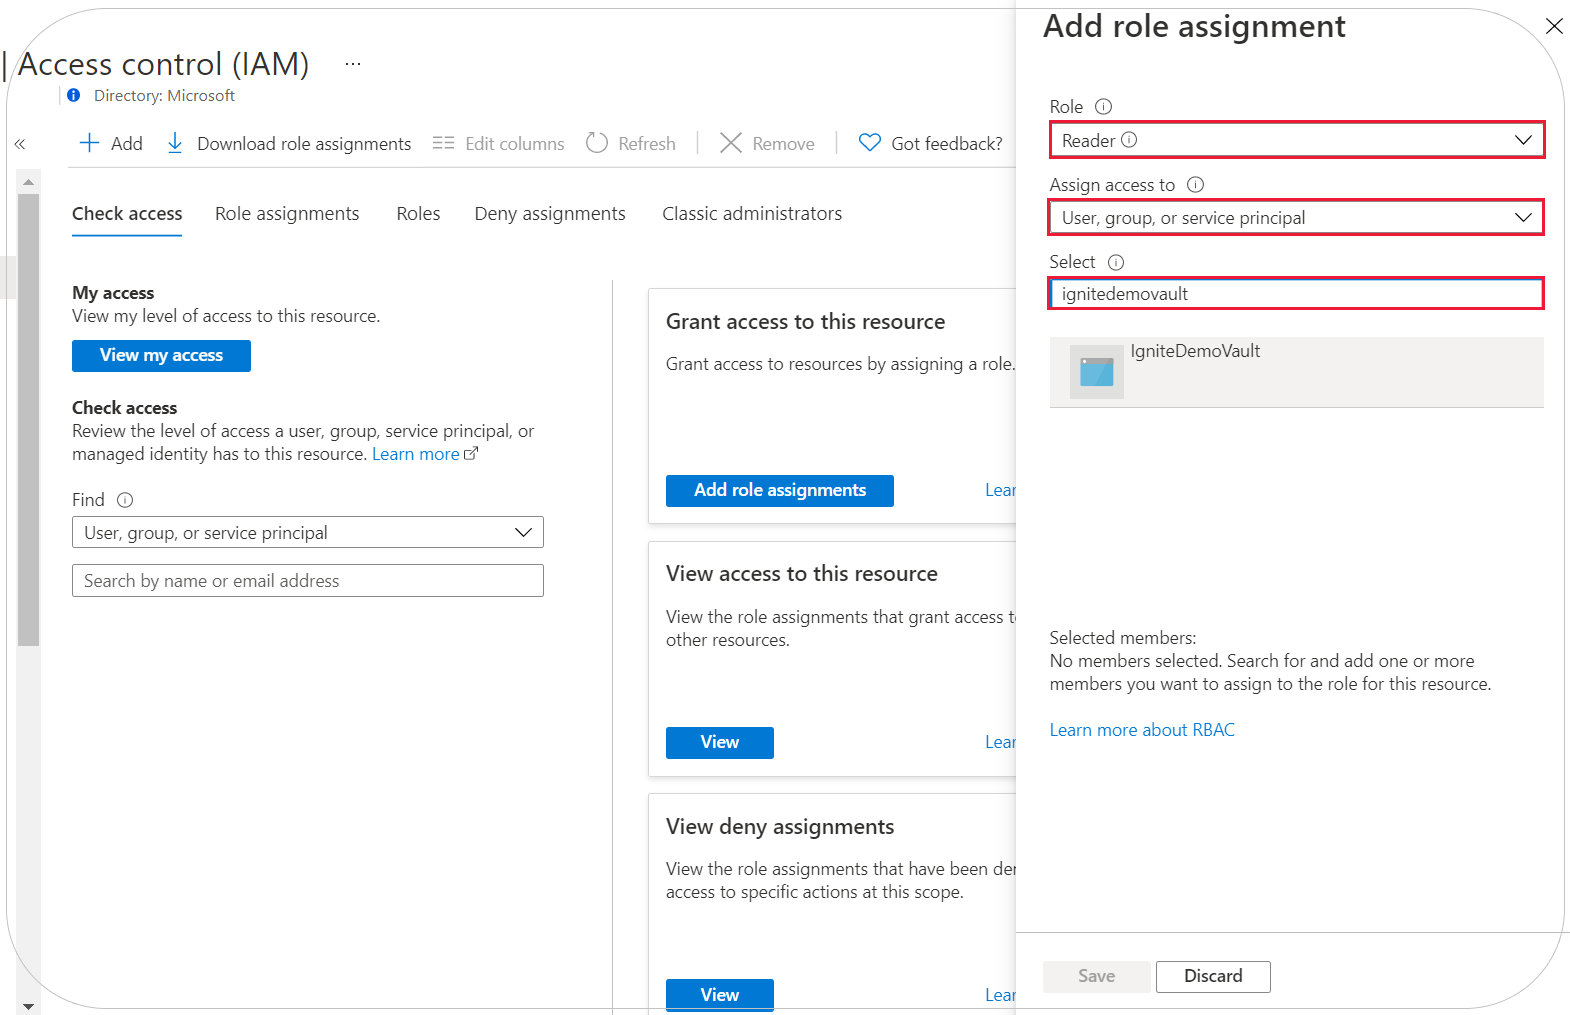 | Access control (IAM) ...
Directory: Microsoft
«
Add
Download role assignments
Edit columns
Refresh
Remove
Got feedback?
Check access
Role assignments
Roles
Deny assignments
Classic administrators
My access
View my level of access to this resource.
View my access
Check access
Review the level of access a user, group, service principal, or
managed identity has to this resource. Learn more
Find
User, group, or service principal
Search by name or email address
Grant access to this resource
Grant access to resources by assigning a role.
Add role assignments
Lear
View access to this resource
View the role assignments that grant access t
other resources.
View
Lear
View deny assignments
View the role assignments that have been der
access to specific actions at this scope.
View
Lear
Add role assignment
Role
Reader
Assign access to
User, group, or service principal
Select
ignitedemovault
IgniteDemoVault
Selected members:
No members selected. Search for and add one or more
members you want to assign to the role for this resource.
Learn more about RBAC
Save
Discard